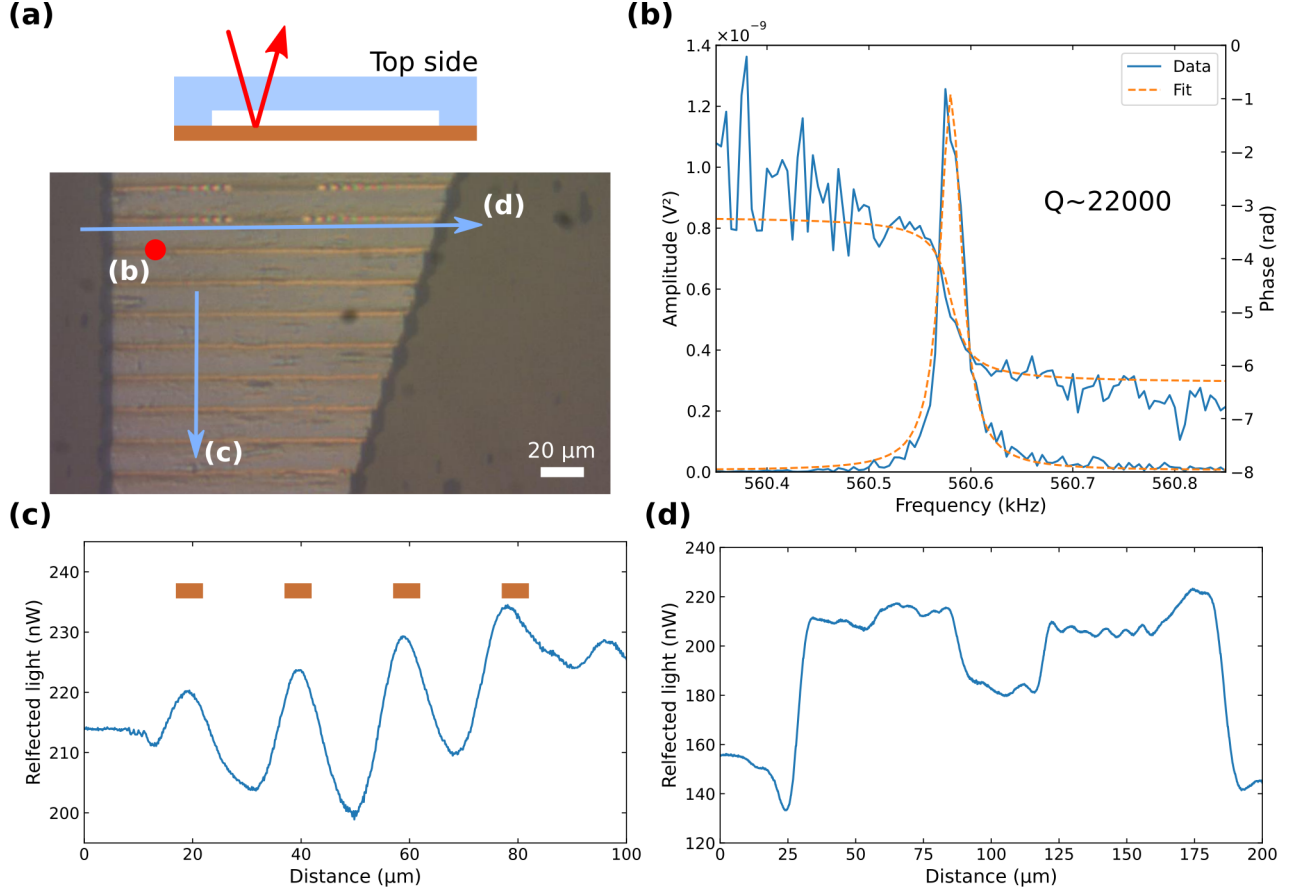 (a)
Top side
(d)
(b)
(c)
20 μm
(b)
×10⁻⁹
1.4
1.2
1.0
0.8
0.6
0.4
0.2
0.0
Amplitude (V²)
560.4 560.5 560.6 560.7 560.8
Frequency (kHz)
0
−1
−2
−3
−4
−5
−6
−7
−8
Phase (rad)
Data
Fit
Q~22000
(c)
240
230
220
210
200
Relfected light (nW)
0 20 40 60 80 100
Distance (μm)
(d)
240
220
200
180
160
140
120
Relfected light (nW)
0 25 50 75 100 125 150 175 200
Distance (μm)